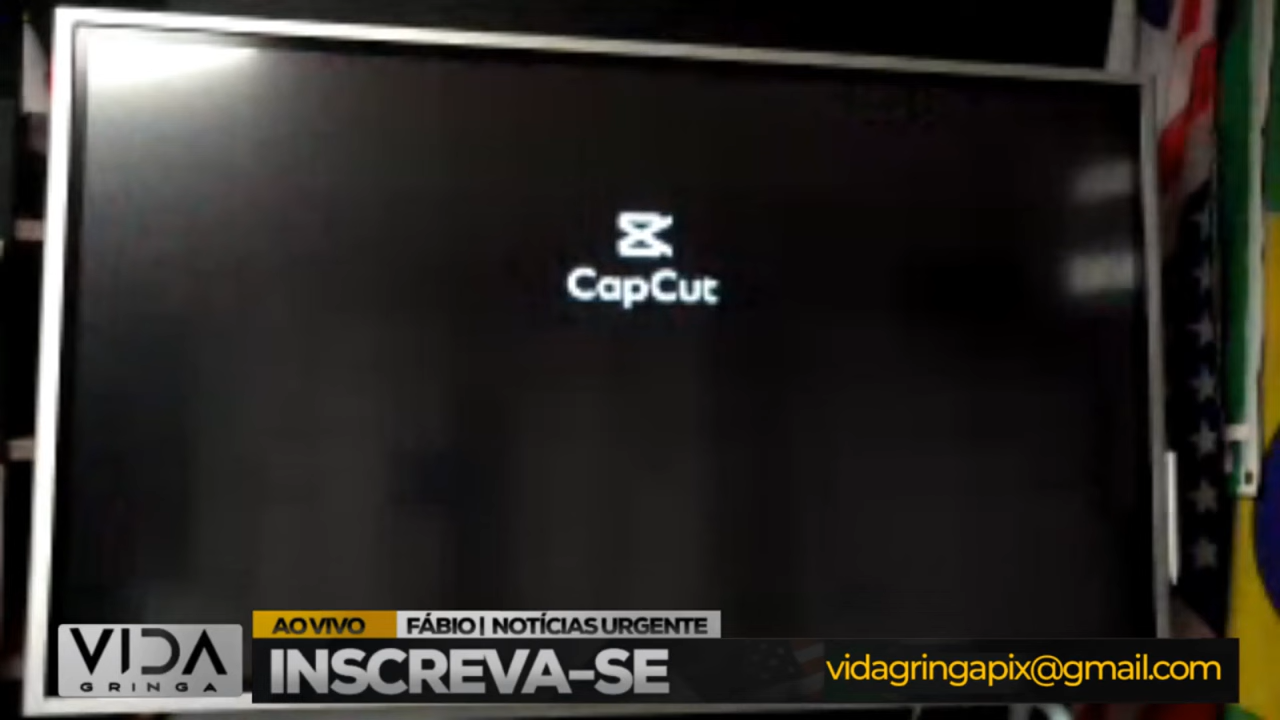 CapCut
AO VIVO FÁBIO | NOTÍCIAS URGENTE
VIDA
GRINGA
INSCREVA-SE
vidagringapix@gmail.com